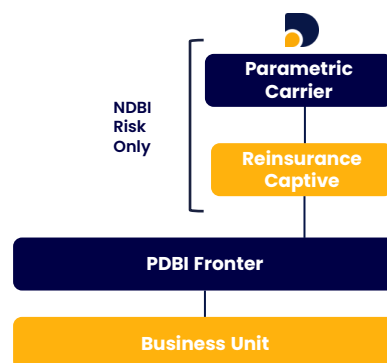 Parametric
Carrier
NDBI
Risk
Only
Reinsurance
Captive
PDBI Fronter
Business Unit